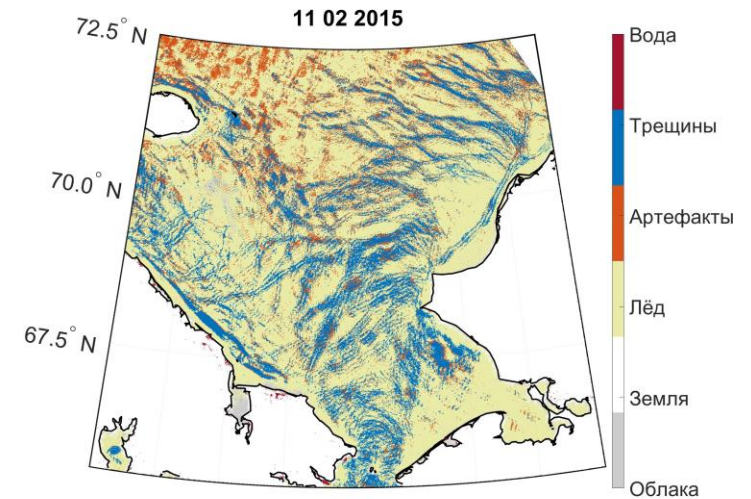 11 02 2015
72.5° N
70.0° N
67.5° N
Вода
Трещины
Артефакты
Лёд
Земля
Облака